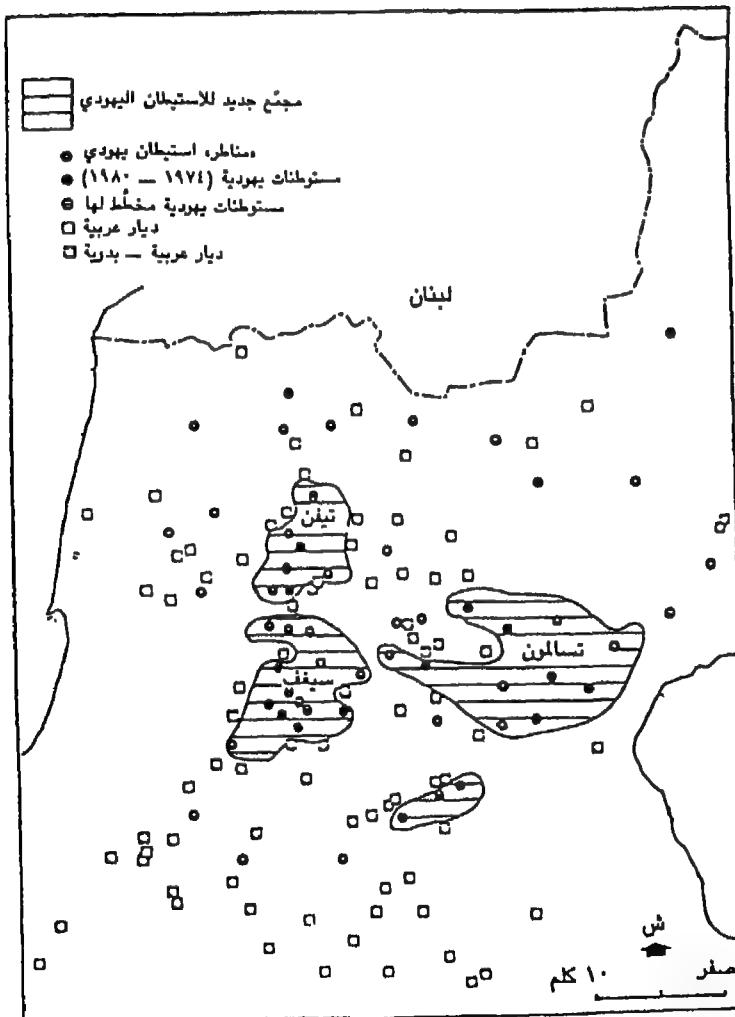 مجمّع جديد للاستيطان اليهودي
«مناطر» استيطان يهودي
مستوطنات يهودية (١٩٧٤ — ١٩٨٠)
مستوطنات يهودية مخطَّط لها
ديار عربية
ديار عربية — بدوية
لبنان
تيفن
تسالمون
سيغف
ش
صفر ١٠ كلم